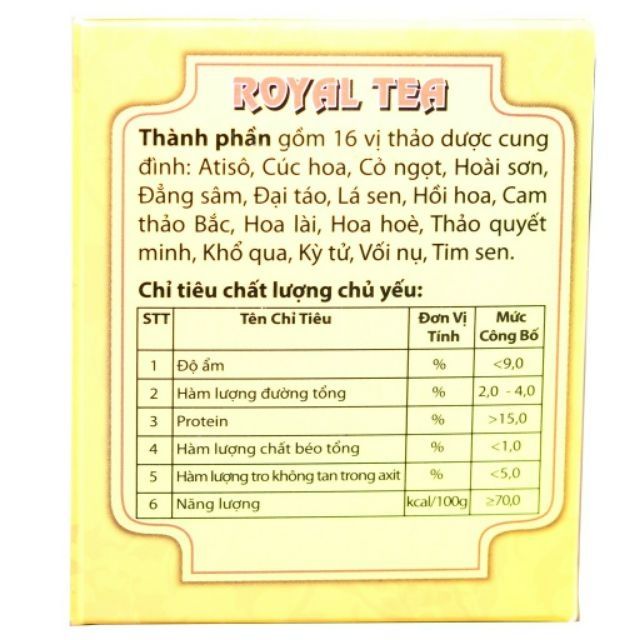 ROYAL TEA
Thành phần gồm 16 vị thảo dược cung
đình: Atisô, Cúc hoa, Cỏ ngọt, Hoài sơn,
Đẳng sâm, Đại táo, Lá sen, Hồi hoa, Cam
thảo Bắc, Hoa lài, Hoa hoè, Thảo quyết
minh, Khổ qua, Kỳ tử, Vối nụ, Tim sen.
Chỉ tiêu chất lượng chủ yếu:
STT Tên Chỉ Tiêu Đơn Vị Tính Mức Công Bố
1 Độ ẩm % <9,0
2 Hàm lượng đường tổng % 2,0 - 4,0
3 Protein % >15,0
4 Hàm lượng chất béo tổng % <1,0
5 Hàm lượng tro không tan trong axit % <5,0
6 Năng lượng kcal/100g ≥70,0